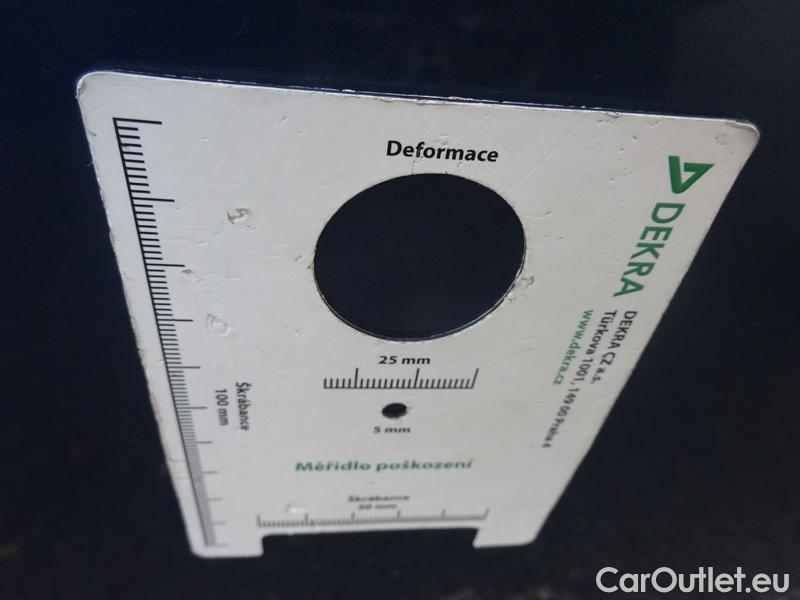 Deformace
25 mm
5 mm
Měřidlo poškození
Škrábance
50 mm
Škrábance
100 mm
DEKRA
DEKRA CZ a.s.
Türkova 1001, 149 00 Praha 4
www.dekra.cz
CarOutlet.eu